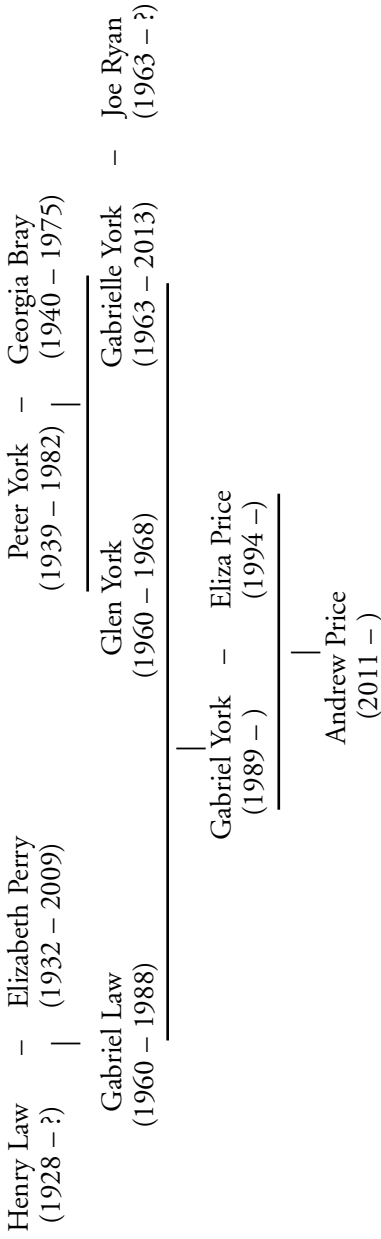 Henry Law – Elizabeth Perry Peter York – Georgia Bray
(1928 – ?) (1932 – 2009) (1939 – 1982) (1940 – 1975)
Gabriel Law Glen York Gabrielle York – Joe Ryan
(1960 – 1988) (1960 – 1968) (1963 – 2013) (1963 – ?)
Gabriel York – Eliza Price
(1989 – ) (1994 –)
Andrew Price
(2011 – )